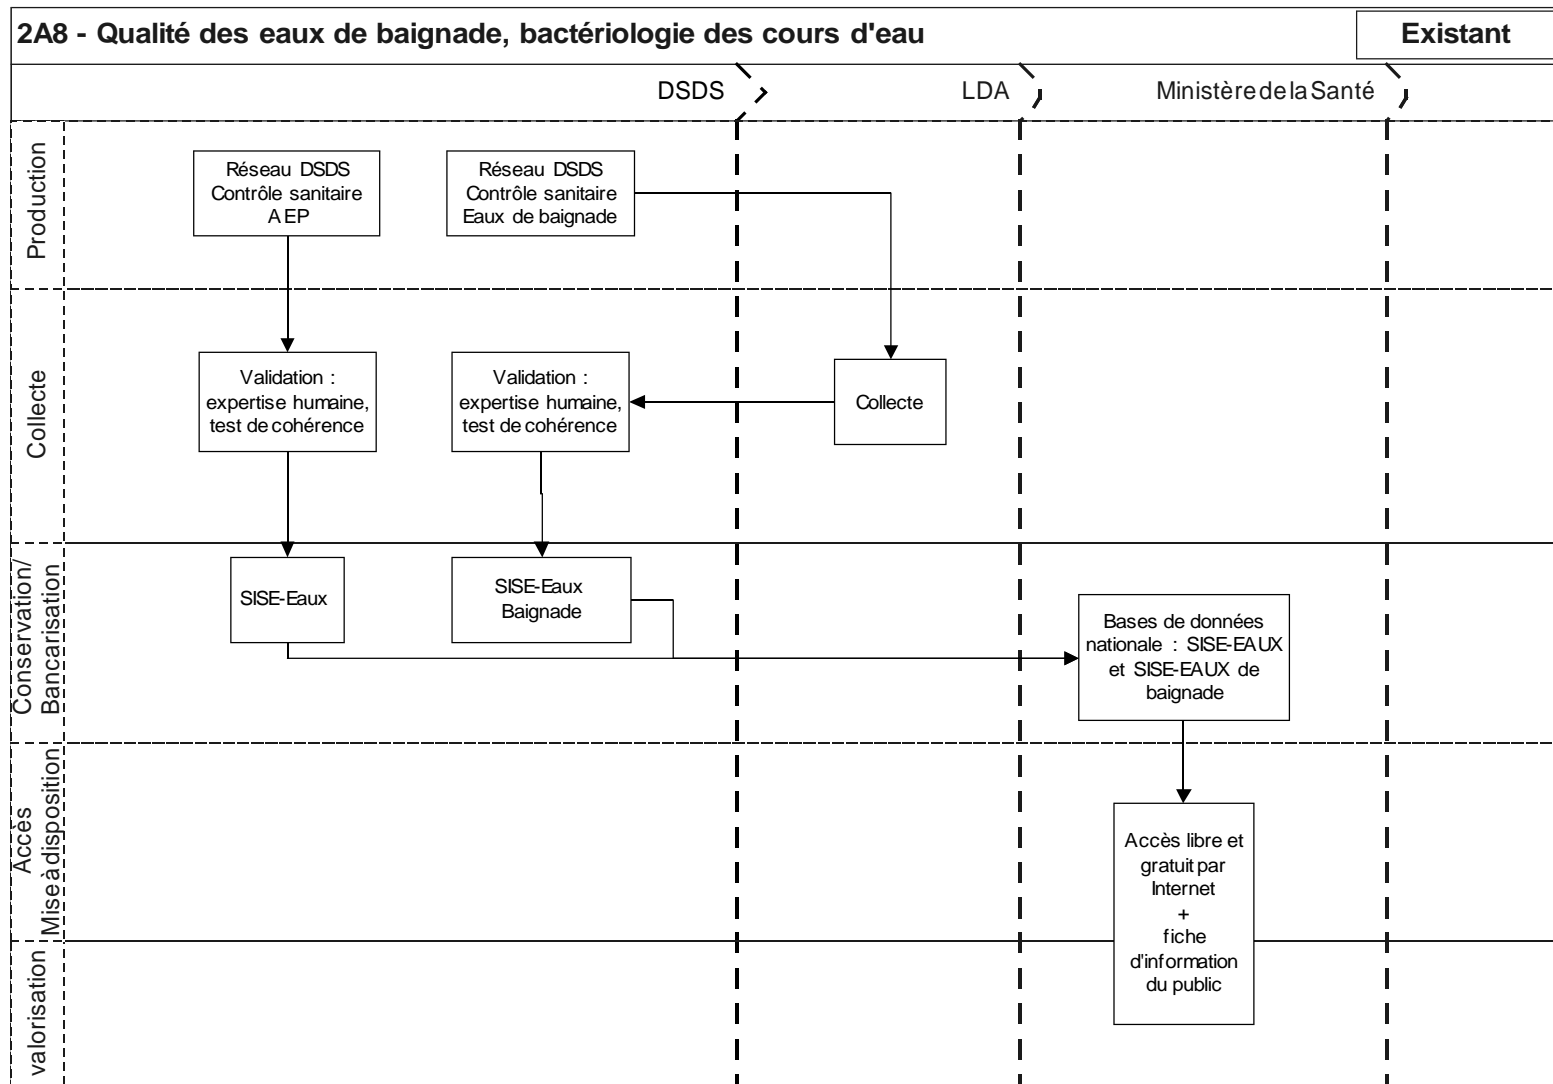 2A8 - Qualité des eaux de baignade, bactériologie des cours d'eau
Existant
DSDS
LDA
Ministère de la Santé
Production
Réseau DSDS
Contrôle sanitaire
AEP
Réseau DSDS
Contrôle sanitaire
Eaux de baignade
Collecte
Validation :
expertise humaine,
test de cohérence
Validation :
expertise humaine,
test de cohérence
Collecte
Conservation/
Bancarisation
SISE-Eaux
SISE-Eaux
Baignade
Bases de données
nationale : SISE-EAUX
et SISE-EAUX de
baignade
Accès
Mise à disposition
Accès libre et
gratuit par
Internet
+
fiche
d'information
du public
valorisation